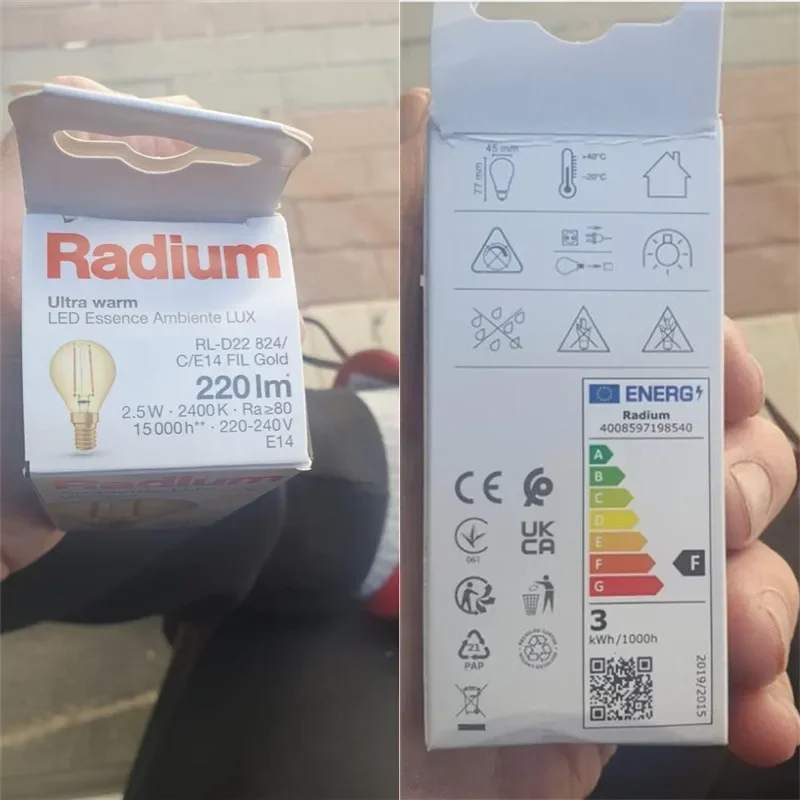 Radium
Ultra warm
LED Essence Ambiente LUX
RL-D22 824/
C/E14 FIL Gold
220 lm*
2.5W · 2400K · Ra≥80
15000h** · 220-240V
E14
Radium
45 mm
77 mm
+40°C
-20°C
ENERG
Radium
4008597198540
A
B
C
D
E
F
G
F
3
kWh/1000h
2019/2015
CE
061
UK
CA
21
PAP